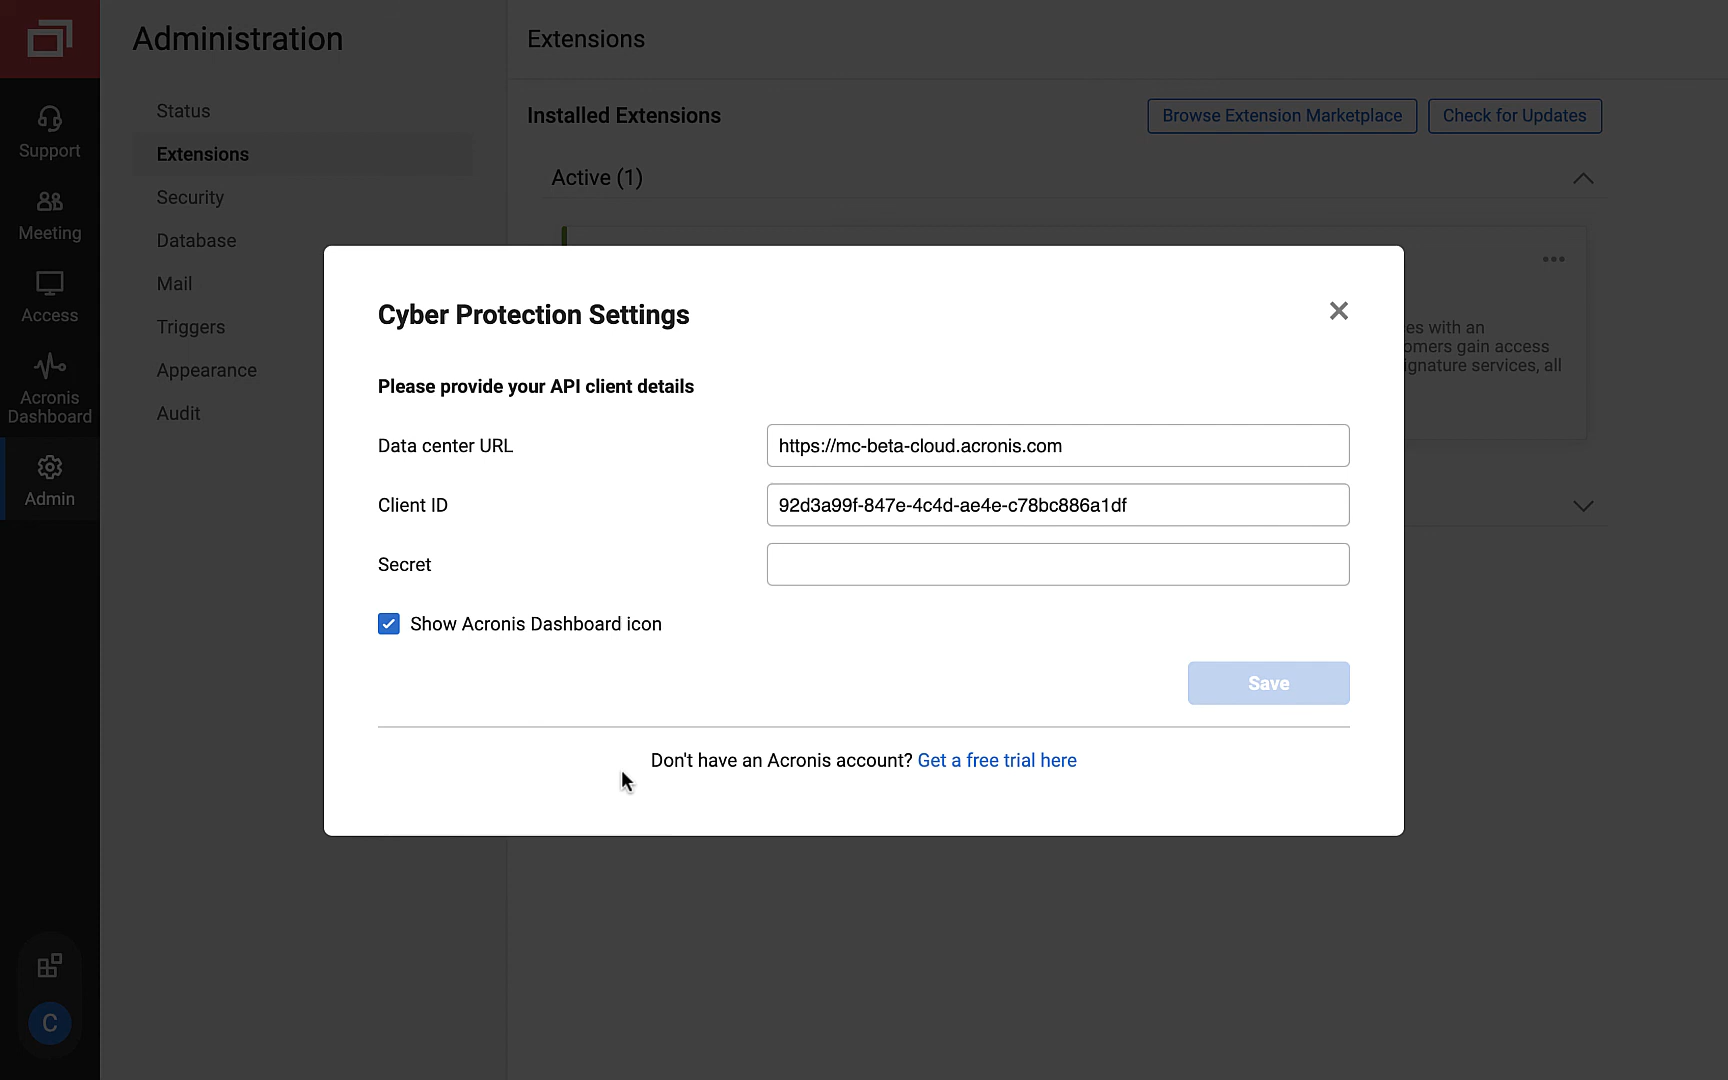 Administration
Extensions
Support
Meeting
Access
Acronis
Dashboard
Admin
C
Status
Extensions
Security
Database
Mail
Triggers
Appearance
Audit
Installed Extensions
Browse Extension Marketplace
Check for Updates
Active (1)
es with an
omers gain access
ignature services, all
Cyber Protection Settings
Please provide your API client details
Data center URL
https://mc-beta-cloud.acronis.com
Client ID
92d3a99f-847e-4c4d-ae4e-c78bc886a1df
Secret
Show Acronis Dashboard icon
Save
Don't have an Acronis account? Get a free trial here